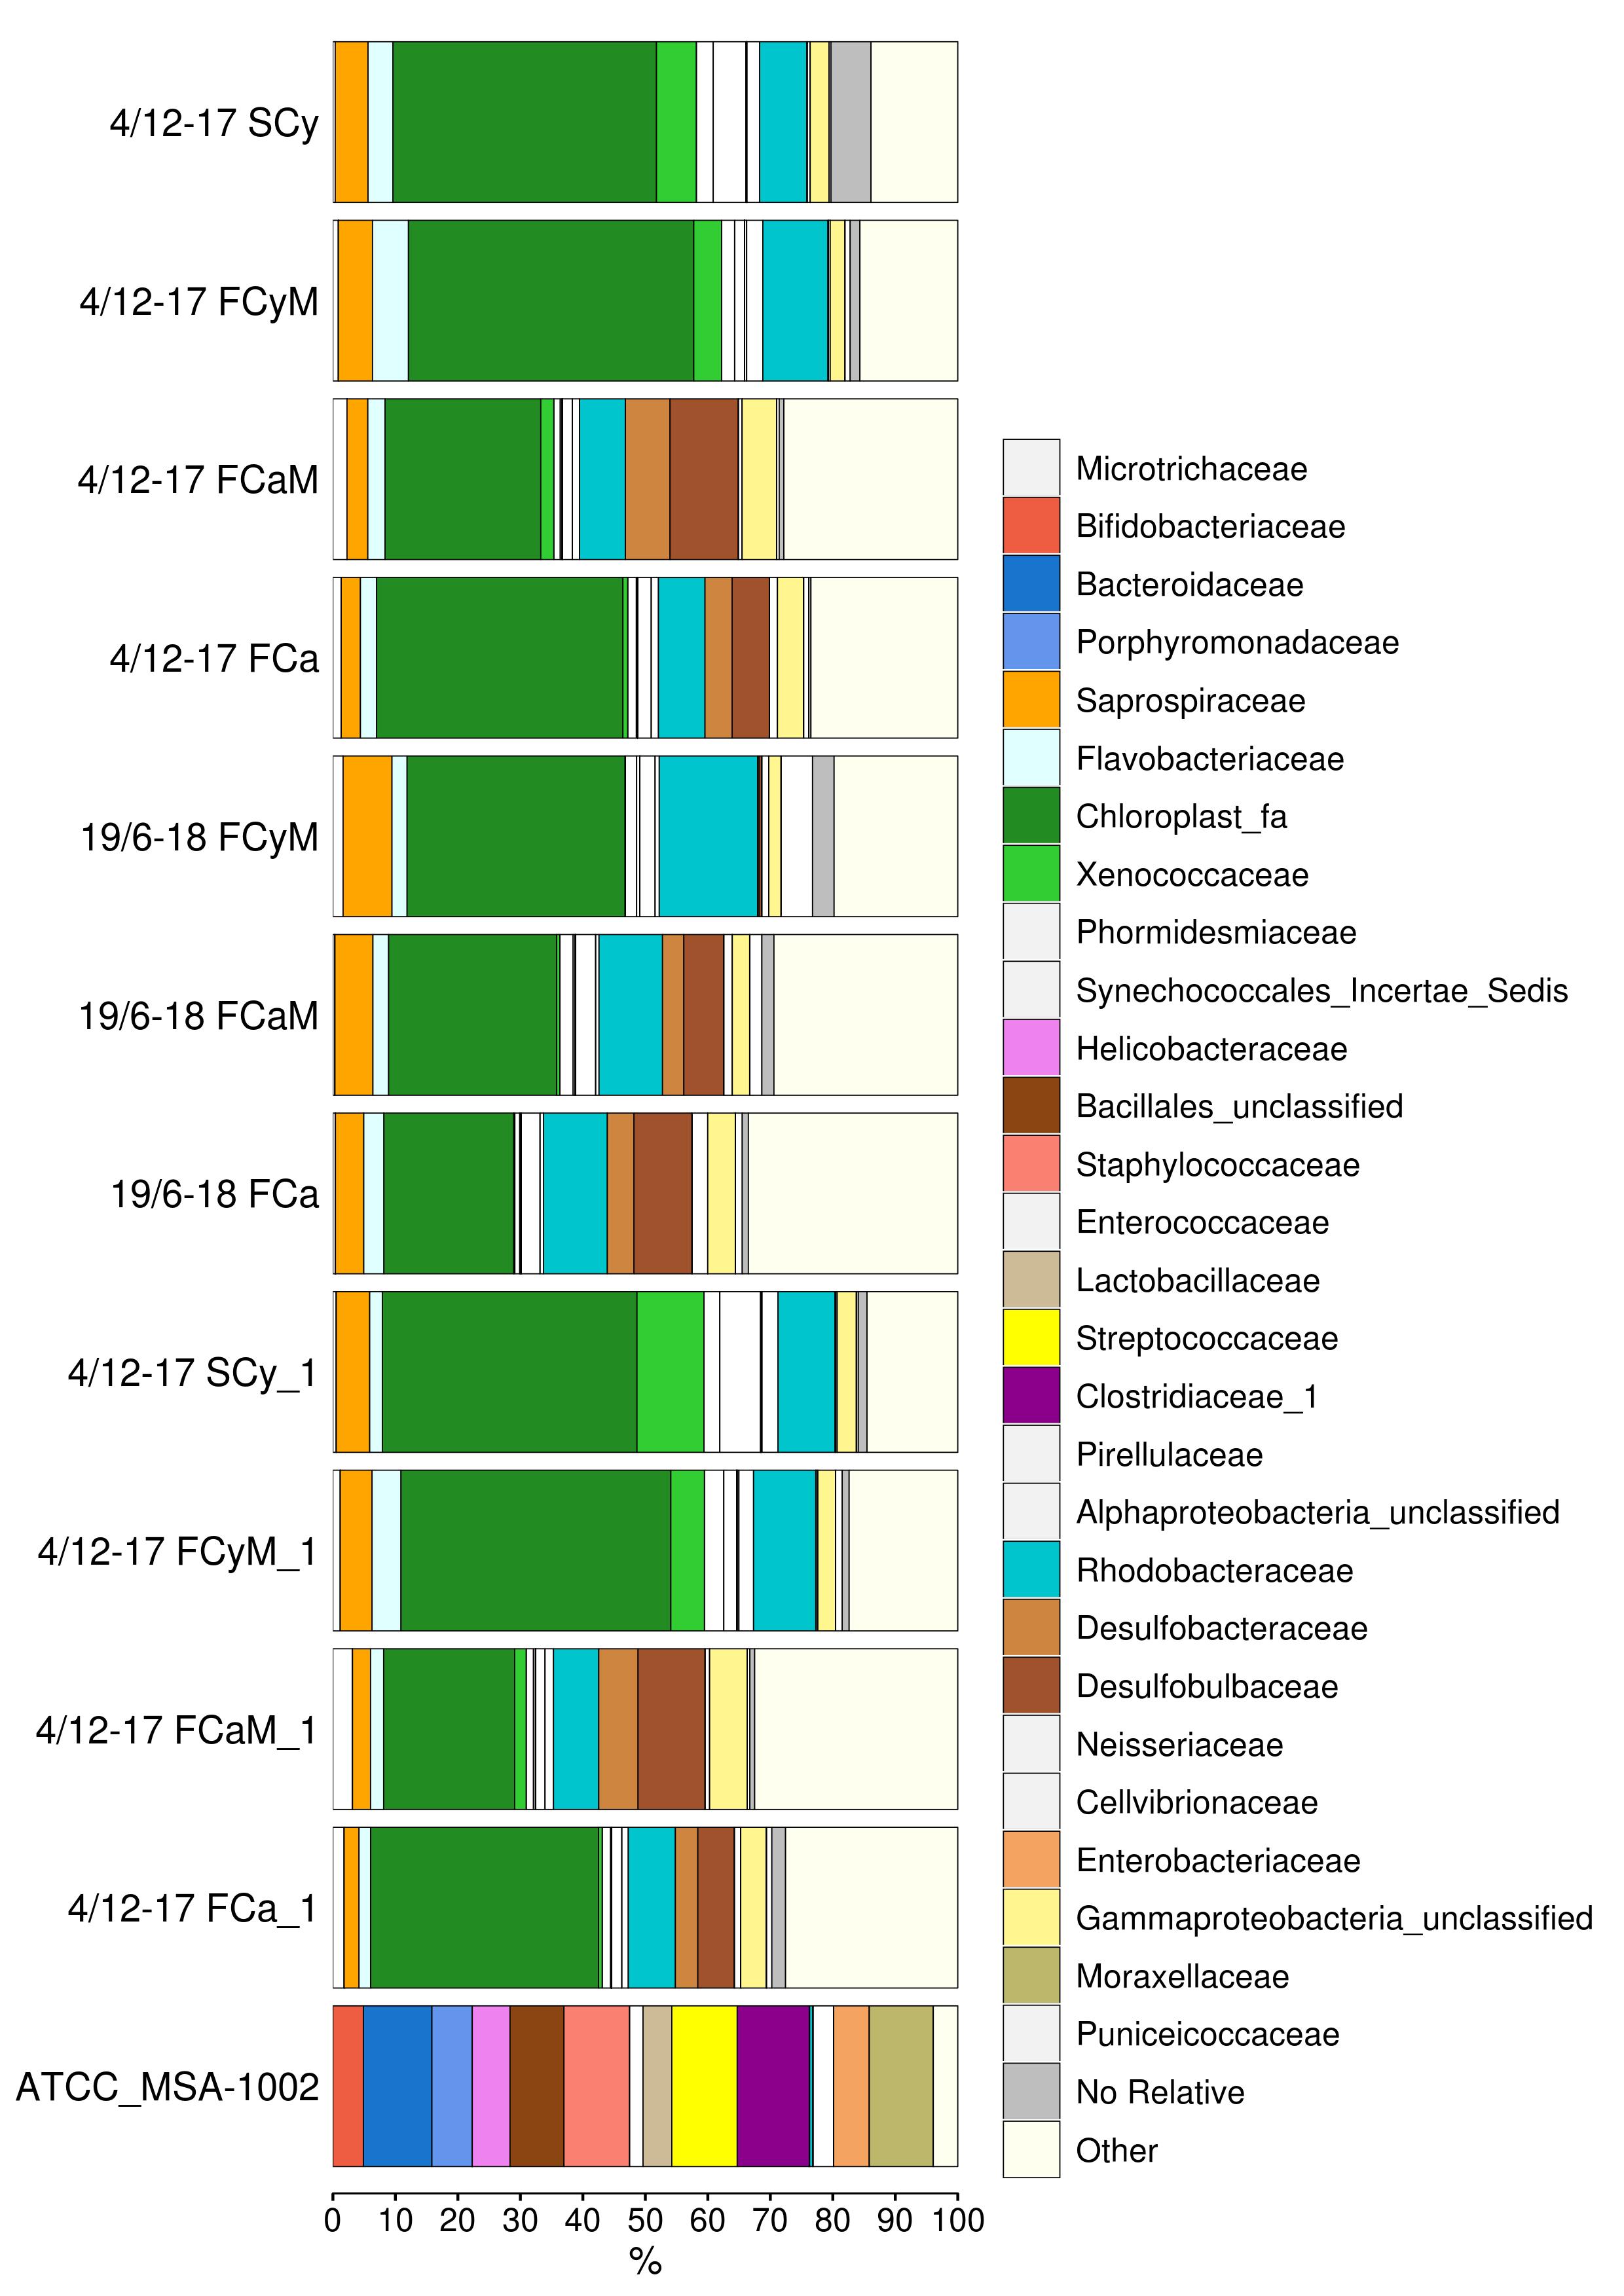 4/12-17 SCy
4/12-17 FCyM
4/12-17 FCaM
4/12-17 FCa
19/6-18 FCyM
19/6-18 FCaM
19/6-18 FCa
4/12-17 SCy_1
4/12-17 FCyM_1
4/12-17 FCaM_1
4/12-17 FCa_1
ATCC_MSA-1002
0 10 20 30 40 50 60 70 80 90 100
%
Microtrichaceae
Bifidobacteriaceae
Bacteroidaceae
Porphyromonadaceae
Saprospiraceae
Flavobacteriaceae
Chloroplast_fa
Xenococcaceae
Phormidesmiaceae
Synechococcales_Incertae_Sedis
Helicobacteraceae
Bacillales_unclassified
Staphylococcaceae
Enterococcaceae
Lactobacillaceae
Streptococcaceae
Clostridiaceae_1
Pirellulaceae
Alphaproteobacteria_unclassified
Rhodobacteraceae
Desulfobacteraceae
Desulfobulbaceae
Neisseriaceae
Cellvibrionaceae
Enterobacteriaceae
Gammaproteobacteria_unclassified
Moraxellaceae
Puniceicoccaceae
No Relative
Other